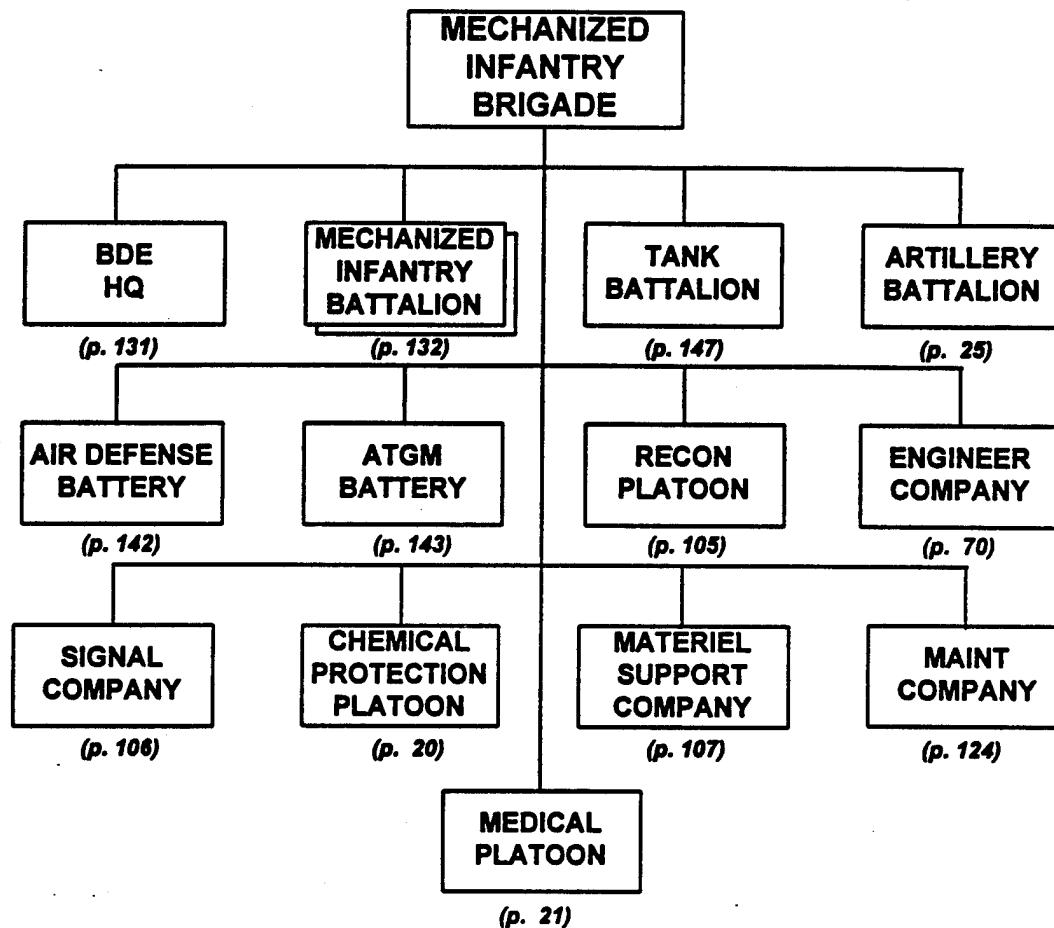 MECHANIZED
INFANTRY
BRIGADE
BDE
HQ
(p. 131)
MECHANIZED
INFANTRY
BATTALION
(p. 132)
TANK
BATTALION
(p. 147)
ARTILLERY
BATTALION
(p. 25)
AIR DEFENSE
BATTERY
(p. 142)
ATGM
BATTERY
(p. 143)
RECON
PLATOON
(p. 105)
ENGINEER
COMPANY
(p. 70)
SIGNAL
COMPANY
(p. 106)
CHEMICAL
PROTECTION
PLATOON
(p. 20)
MATERIEL
SUPPORT
COMPANY
(p. 107)
MAINT
COMPANY
(p. 124)
MEDICAL
PLATOON
(p. 21)